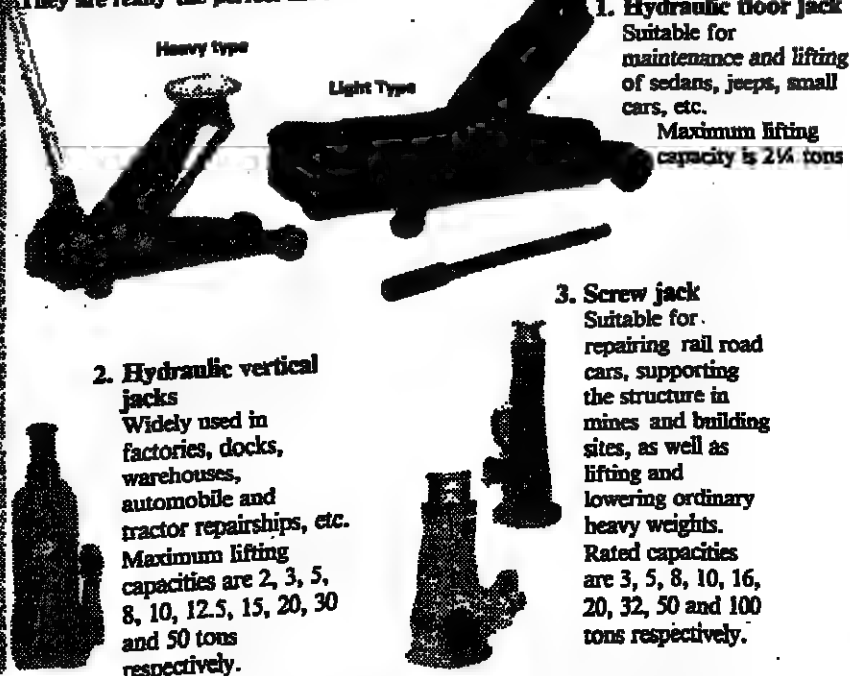 They are really the perfect
Heavy type
Light Type
1. Hydraulic floor jack
Suitable for
maintenance and lifting
of sedans, jeeps, small
cars, etc.
Maximum lifting
capacity is 2¼ tons
2. Hydraulic vertical
jacks
Widely used in
factories, docks,
warehouses,
automobile and
tractor repairships, etc.
Maximum lifting
capacities are 2, 3, 5,
8, 10, 12.5, 15, 20, 30
and 50 tons
respectively.
3. Screw jack
Suitable for
repairing rail road
cars, supporting
the structure in
mines and building
sites, as well as
lifting and
lowering ordinary
heavy weights.
Rated capacities
are 3, 5, 8, 10, 16,
20, 32, 50 and 100
tons respectively.